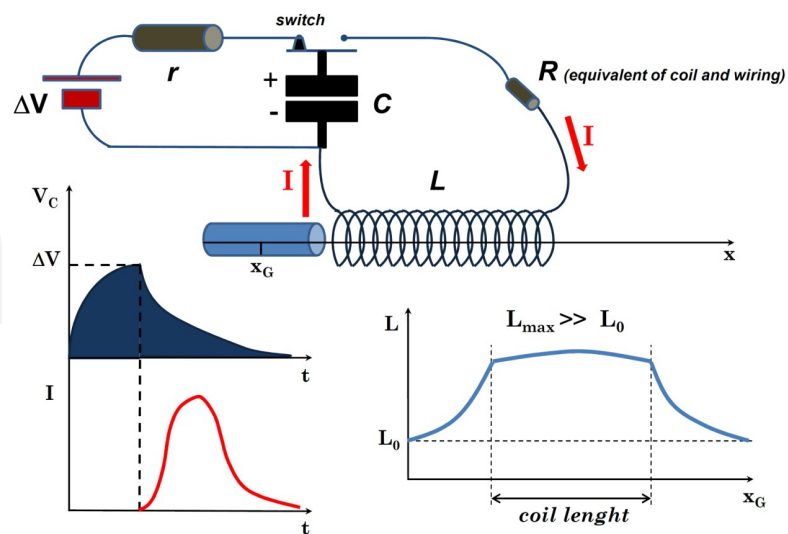 switch
r
R (equivalent of coil and wiring)
ΔV
+
-
C
I
I
L
x_G
x
V_C
ΔV
t
I
t
L
L_max >> L_0
L_0
x_G
coil lenght